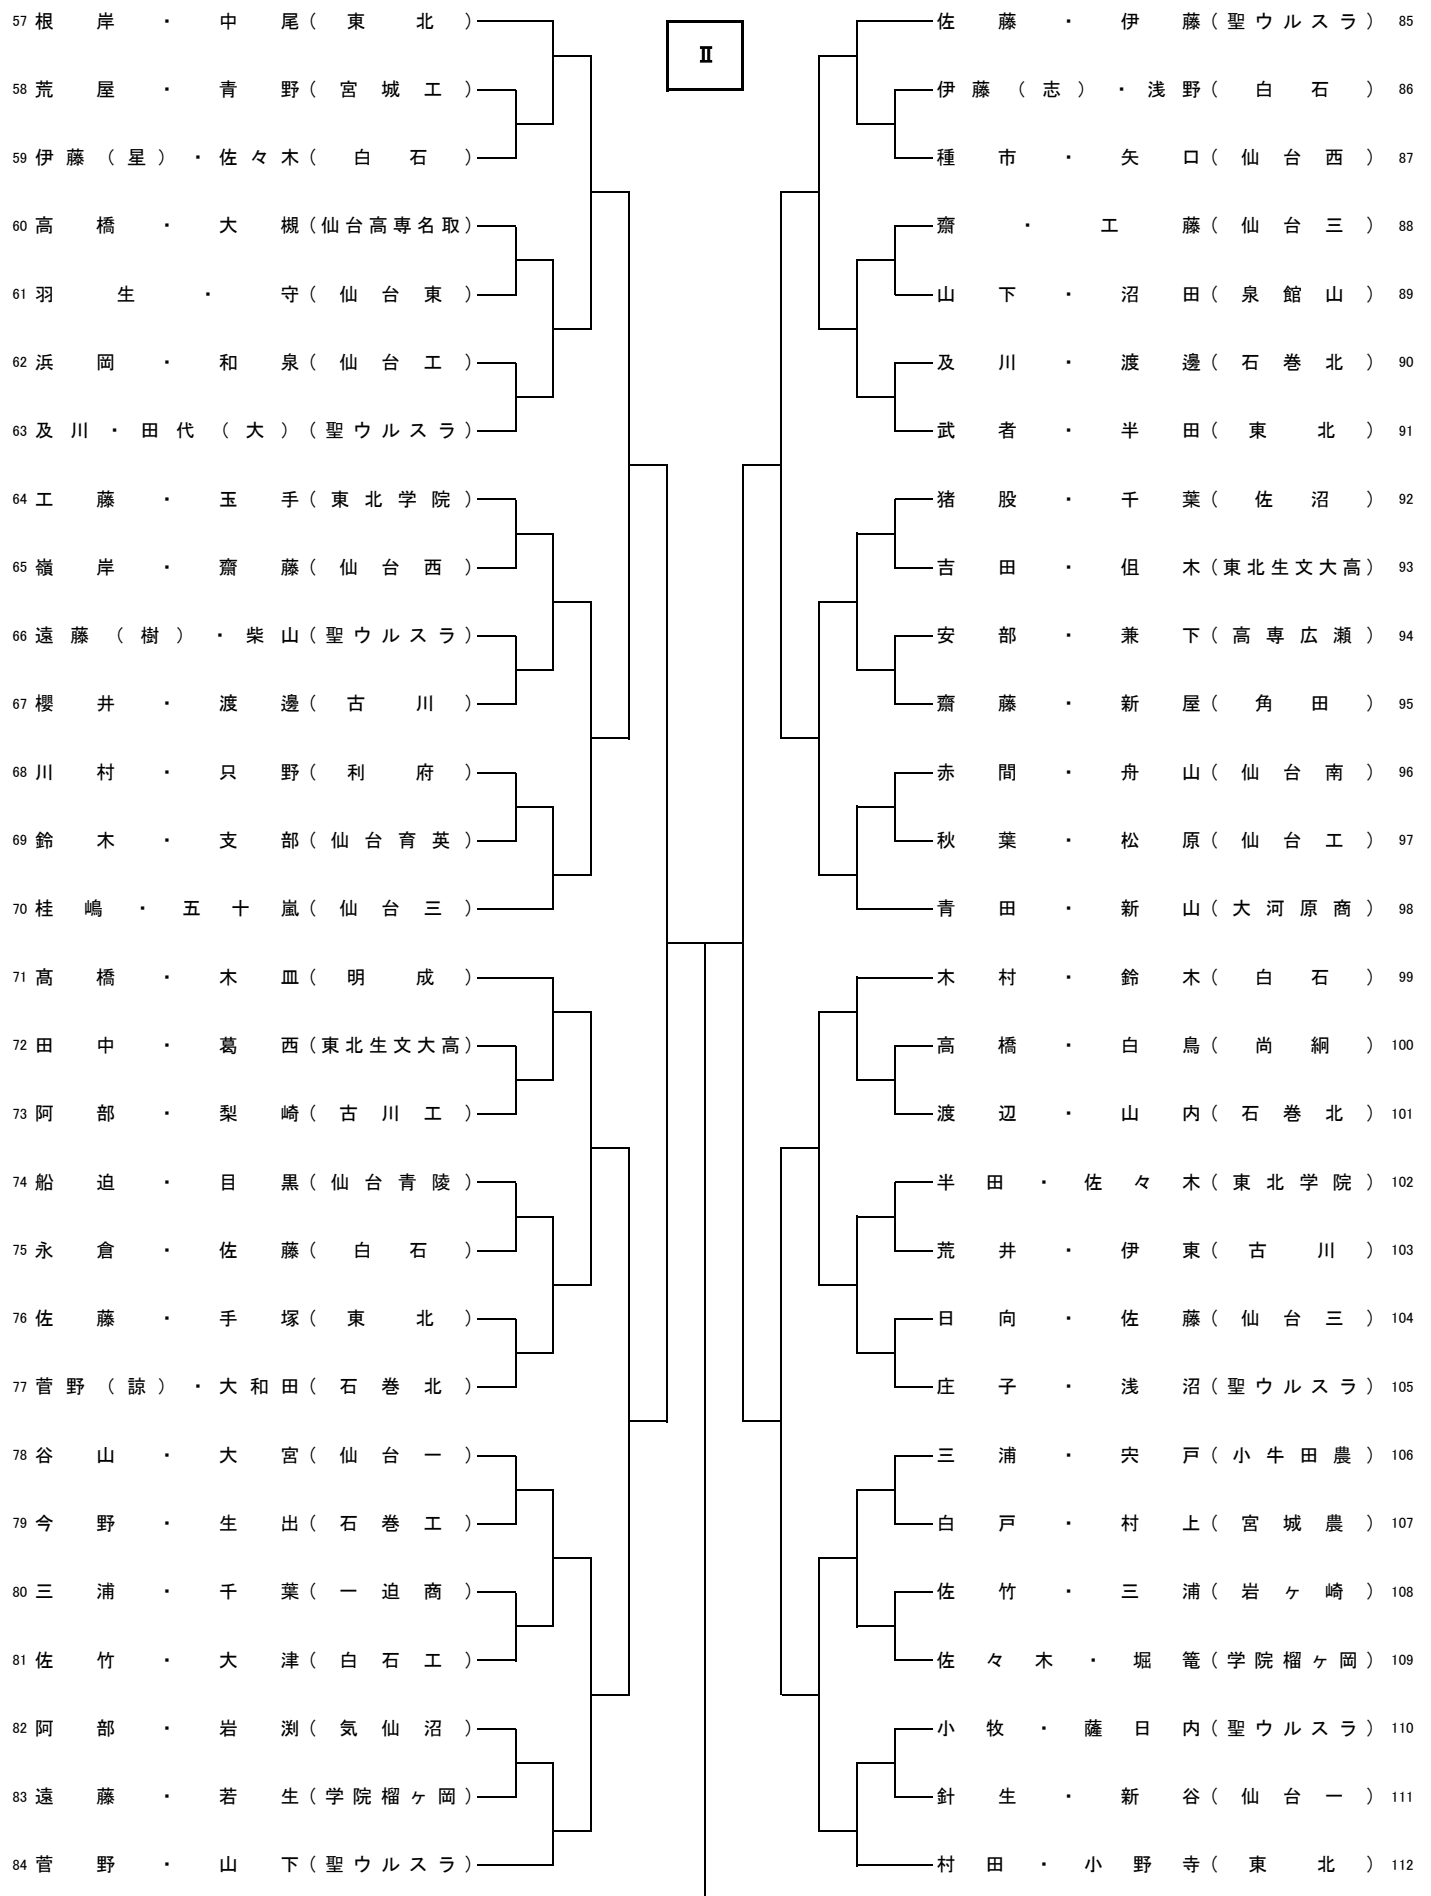 Ⅱ
57 根岸・中尾(東北)
58 荒屋・青野(宮城工)
59 伊藤(星)・佐々木(白石)
60 高橋・大槻(仙台高専名取)
61 羽生・守(仙台東)
62 浜岡・和泉(仙台工)
63 及川・田代(大)(聖ウルスラ)
64 工藤・玉手(東北学院)
65 嶺岸・齋藤(仙台西)
66 遠藤(樹)・柴山(聖ウルスラ)
67 櫻井・渡邊(古川)
68 川村・只野(利府)
69 鈴木・支部(仙台育英)
70 桂嶋・五十嵐(仙台三)
71 髙橋・木皿(明成)
72 田中・葛西(東北生文大高)
73 阿部・梨崎(古川工)
74 船迫・目黒(仙台青陵)
75 永倉・佐藤(白石)
76 佐藤・手塚(東北)
77 菅野(諒)・大和田(石巻北)
78 谷山・大宮(仙台一)
79 今野・生出(石巻工)
80 三浦・千葉(一迫商)
81 佐竹・大津(白石工)
82 阿部・岩渕(気仙沼)
83 遠藤・若生(学院榴ヶ岡)
84 菅野・山下(聖ウルスラ)
佐藤・伊藤(聖ウルスラ) 85
伊藤(志)・浅野(白石) 86
種市・矢口(仙台西) 87
齋・工藤(仙台三) 88
山下・沼田(泉館山) 89
及川・渡邊(石巻北) 90
武者・半田(東北) 91
猪股・千葉(佐沼) 92
吉田・伹木(東北生文大高) 93
安部・兼下(高専広瀬) 94
齋藤・新屋(角田) 95
赤間・舟山(仙台南) 96
秋葉・松原(仙台工) 97
青田・新山(大河原商) 98
木村・鈴木(白石) 99
高橋・白鳥(尚絅) 100
渡辺・山内(石巻北) 101
半田・佐々木(東北学院) 102
荒井・伊東(古川) 103
日向・佐藤(仙台三) 104
庄子・浅沼(聖ウルスラ) 105
三浦・宍戸(小牛田農) 106
白戸・村上(宮城農) 107
佐竹・三浦(岩ヶ崎) 108
佐々木・堀篭(学院榴ヶ岡) 109
小牧・薩日内(聖ウルスラ) 110
針生・新谷(仙台一) 111
村田・小野寺(東北) 112